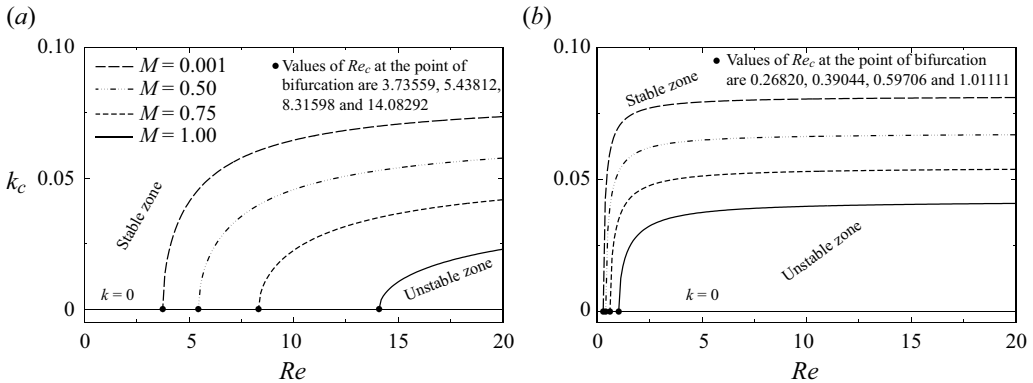 (a)
0.10
M = 0.001
M = 0.50
M = 0.75
M = 1.00
Values of Re_c at the point of
bifurcation are 3.73559, 5.43812,
8.31598 and 14.08292
k_c
0.05
Stable zone
Unstable zone
k = 0
0
0 5 10 15 20
Re
(b)
0.10
Values of Re_c at the point of bifurcation
are 0.26820, 0.39044, 0.59706 and 1.01111
Stable zone
0.05
Unstable zone
k = 0
0
0 5 10 15 20
Re